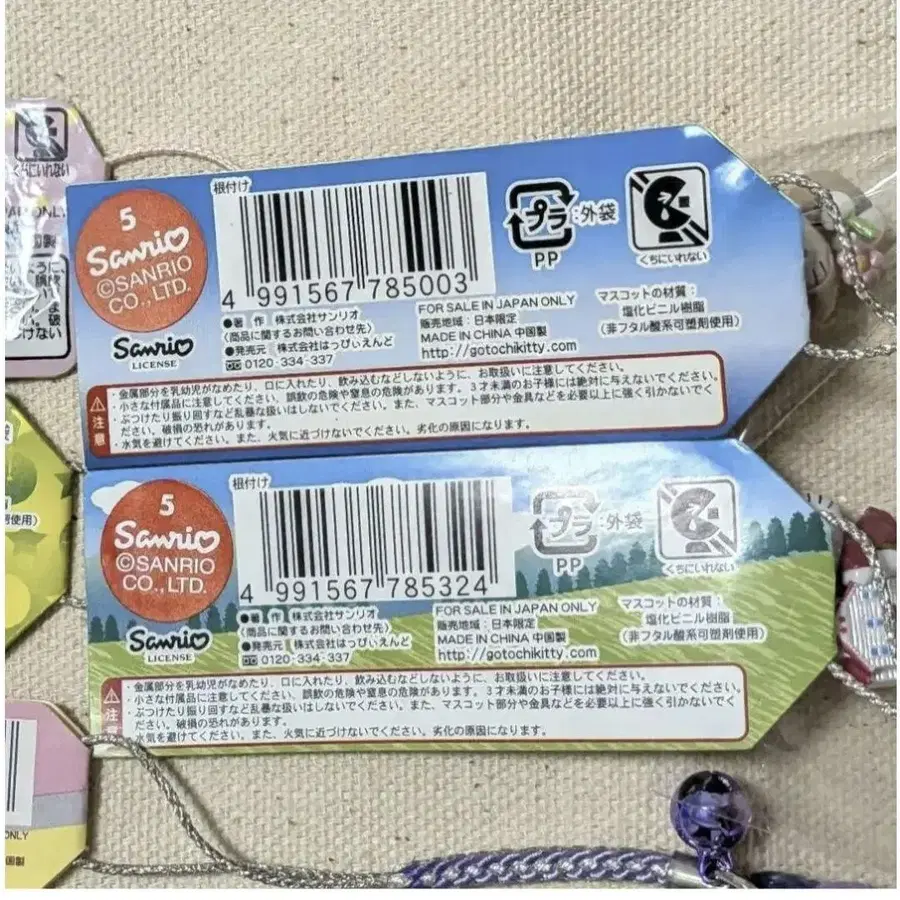 くちにいれない
国製
5
Sanrio
©SANRIO
CO.,LTD.
Sanrio
LICENSE
根付け
4 991567 785003
プラ:外袋
PP
くちにいれない
●著 作 株式会社サンリオ
(商品に関するお問い合わせ先)
●発売元 株式会社はっぴいえんど
0120-334-337
FOR SALE IN JAPAN ONLY
販売地域:日本限定
MADE IN CHINA 中国製
http://gotochikitty.com
マスコットの材質:
塩化ビニル樹脂
(非フタル酸系可塑剤使用)
注意
・金属部分を乳幼児がなめたり、口に入れたり、飲み込むなどしないように、お取扱いに注意してください。
・小さな付属品に注意してください。誤飲の危険や窒息の危険があります。3才未満のお子様には絶対に与えないでください。
・ぶつけたり振り回すなど乱暴な扱いはしないでください。また、マスコット部分や金具などを必要以上に強く引かないでく
ださい。破損の恐れがあります。
・水気を避けてください。また、火気に近づけないでください。劣化の原因になります。
5
Sanrio
©SANRIO
CO.,LTD.
Sanrio
LICENSE
根付け
4 991567 785324
プラ:外袋
PP
くちにいれない
●著 作 株式会社サンリオ
(商品に関するお問い合わせ先)
●発売元 株式会社はっぴいえんど
0120-334-337
FOR SALE IN JAPAN ONLY
販売地域:日本限定
MADE IN CHINA 中国製
http://gotochikitty.com
マスコットの材質:
塩化ビニル樹脂
(非フタル酸系可塑剤使用)
注意
・金属部分を乳幼児がなめたり、口に入れたり、飲み込むなどしないように、お取扱いに注意してください。
・小さな付属品に注意してください。誤飲の危険や窒息の危険があります。3才未満のお子様には絶対に与えないでください。
・ぶつけたり振り回すなど乱暴な扱いはしないでください。また、マスコット部分や金具などを必要以上に強く引かないでく
ださい。破損の恐れがあります。
・水気を避けてください。また、火気に近づけないでください。劣化の原因になります。
ONLY
国製